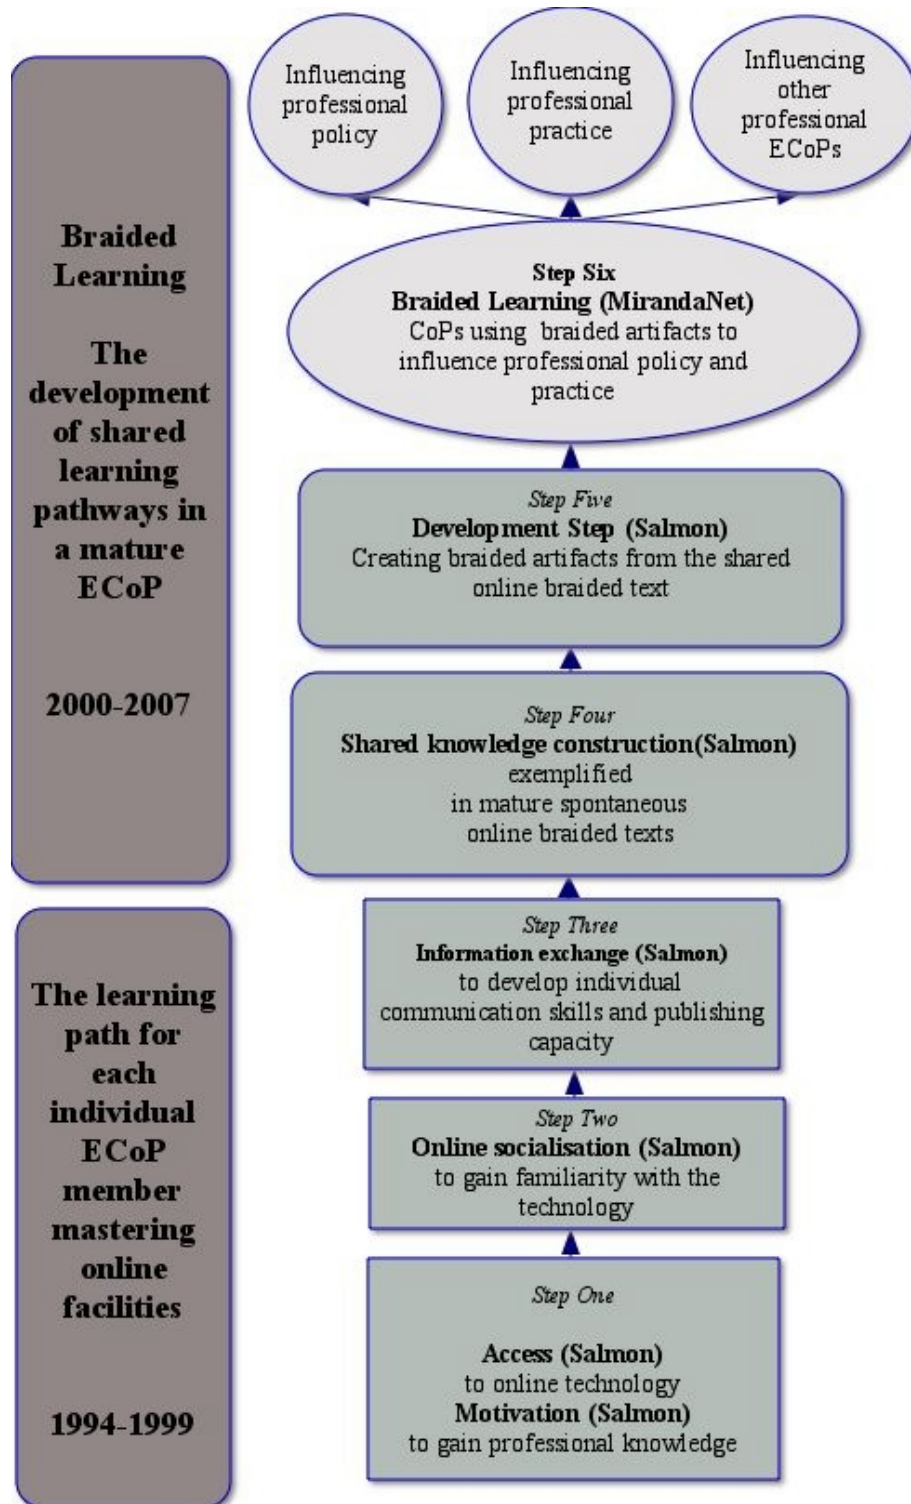 Influencing
professional
policy
Influencing
professional
practice
Influencing
other
professional
ECoPs
Braided
Learning
The
development
of shared
learning
pathways in
a mature
ECoP
2000-2007
Step Six
Braided Learning (MirandaNet)
CoPs using braided artifacts to
influence professional policy and
practice
Step Five
Development Step (Salmon)
Creating braided artifacts from the shared
online braided text
Step Four
Shared knowledge construction(Salmon)
exemplified
in mature spontaneous
online braided texts
The learning
path for
each
individual
ECoP
member
mastering
online
facilities
1994-1999
Step Three
Information exchange (Salmon)
to develop individual
communication skills and publishing
capacity
Step Two
Online socialisation (Salmon)
to gain familiarity with the
technology
Step One
Access (Salmon)
to online technology
Motivation (Salmon)
to gain professional knowledge